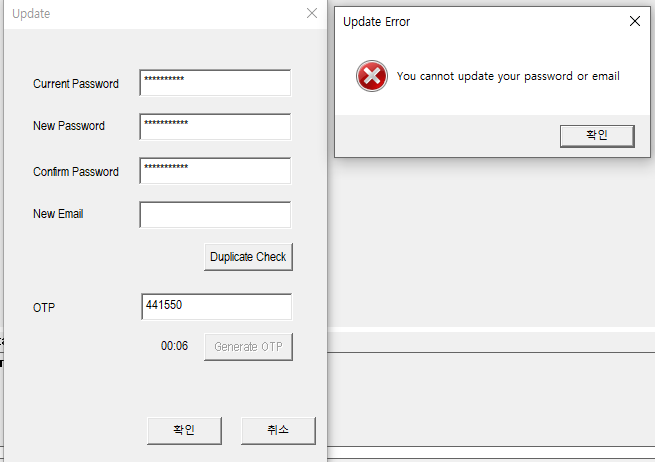 Update
Current Password **********
New Password ***********
Confirm Password ***********
New Email
Duplicate Check
OTP 441550
00:06 Generate OTP
확인 취소
Update Error
You cannot update your password or email
확인